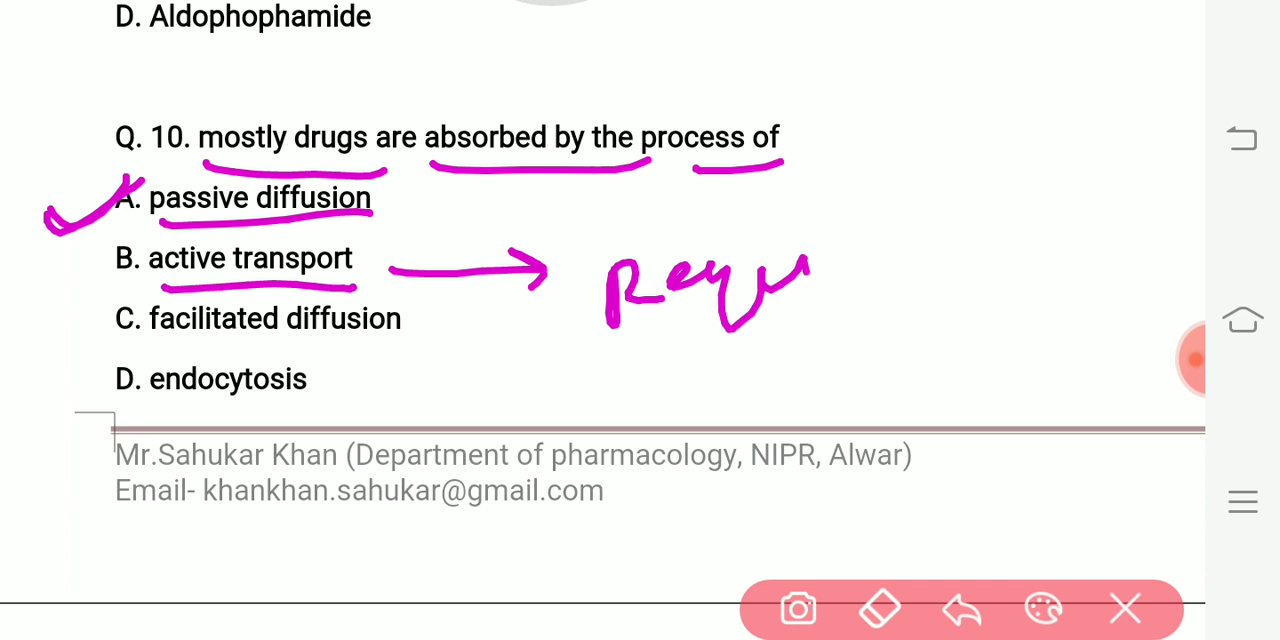 D. Aldophophamide
Q. 10. mostly drugs are absorbed by the process of
A. passive diffusion
B. active transport
Requ
C. facilitated diffusion
D. endocytosis
Mr.Sahukar Khan (Department of pharmacology, NIPR, Alwar)
Email- khankhan.sahukar@gmail.com